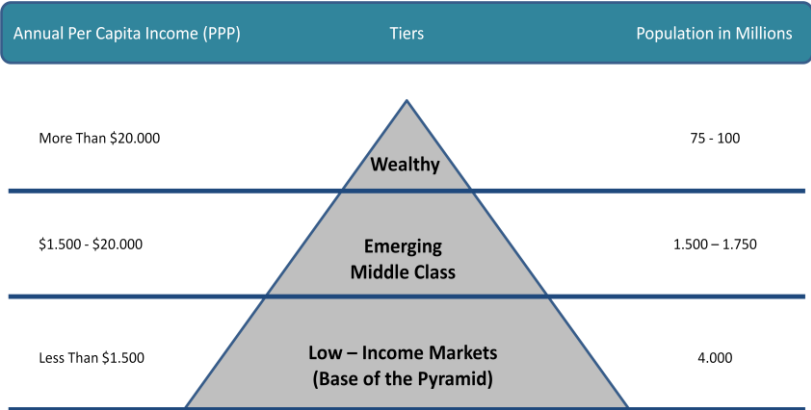 Annual Per Capita Income (PPP) Tiers Population in Millions
More Than $20.000 75 - 100
Wealthy
$1.500 - $20.000 Emerging 1.500 – 1.750
Middle Class
Less Than $1.500 Low – Income Markets 4.000
(Base of the Pyramid)